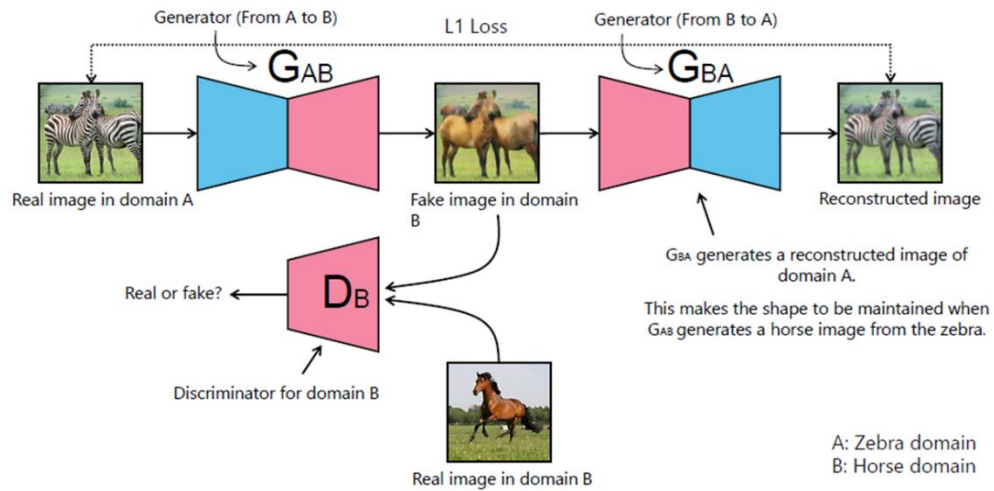 Generator (From A to B)
L1 Loss
Generator (From B to A)
GAB
GBA
Real image in domain A
Fake image in domain
B
Reconstructed image
GBA generates a reconstructed image of
domain A.
This makes the shape to be maintained when
GAB generates a horse image from the zebra.
Real or fake?
DB
Discriminator for domain B
Real image in domain B
A: Zebra domain
B: Horse domain